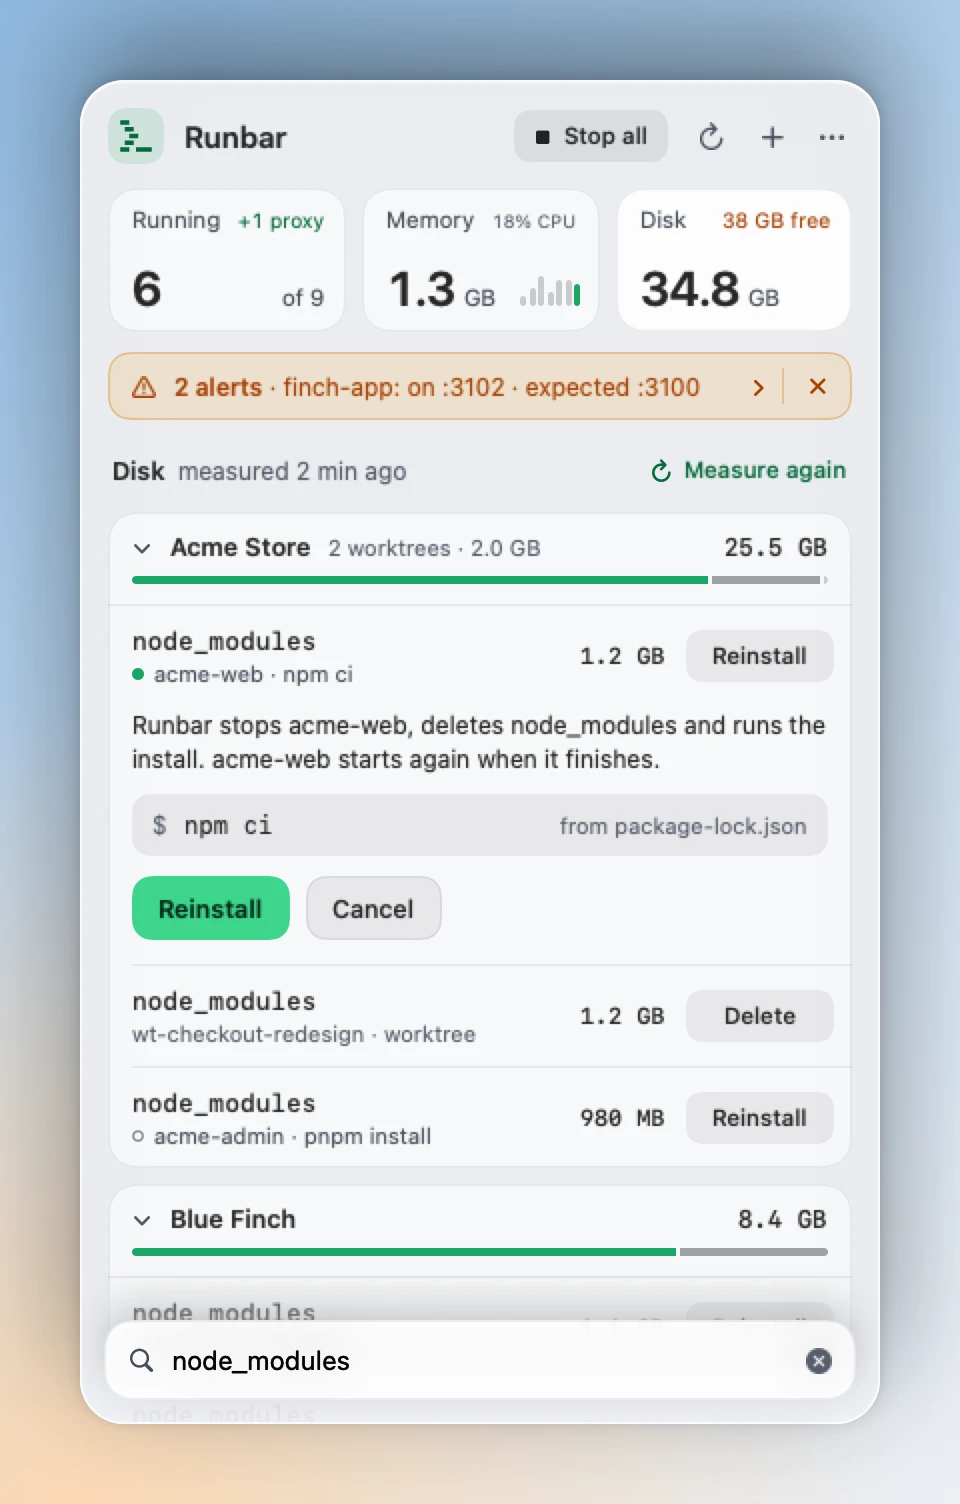 Runbar
Stop all
Running +1 proxy
6 of 9
Memory 18% CPU
1.3 GB
Disk 38 GB free
34.8 GB
2 alerts · finch-app: on :3102 · expected :3100
Disk measured 2 min ago
Measure again
Acme Store 2 worktrees · 2.0 GB 25.5 GB
node_modules
acme-web · npm ci
1.2 GB Reinstall
Runbar stops acme-web, deletes node_modules and runs the
install. acme-web starts again when it finishes.
$ npm ci from package-lock.json
Reinstall Cancel
node_modules
wt-checkout-redesign · worktree
1.2 GB Delete
node_modules
acme-admin · pnpm install
980 MB Reinstall
Blue Finch 8.4 GB
node_modules
node_modules
node_modules